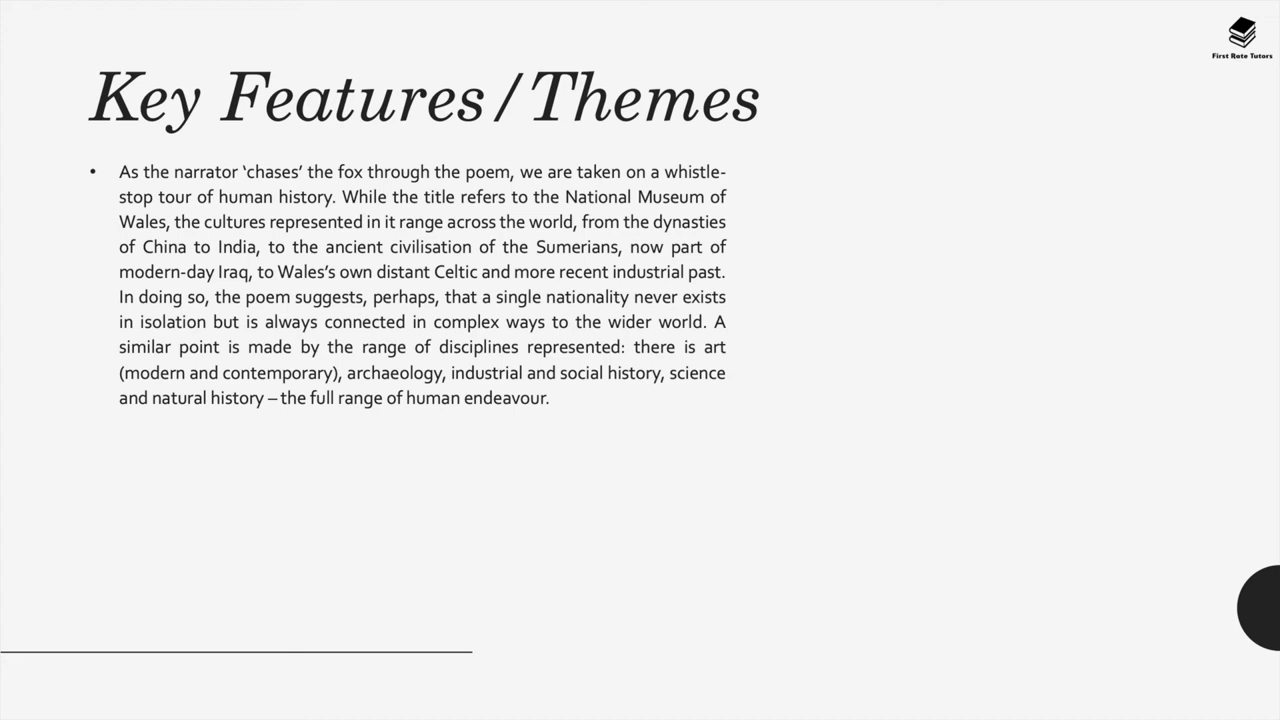 First Rate Tutors
Key Features/Themes
• As the narrator ‘chases’ the fox through the poem, we are taken on a whistle-
stop tour of human history. While the title refers to the National Museum of
Wales, the cultures represented in it range across the world, from the dynasties
of China to India, to the ancient civilisation of the Sumerians, now part of
modern-day Iraq, to Wales’s own distant Celtic and more recent industrial past.
In doing so, the poem suggests, perhaps, that a single nationality never exists
in isolation but is always connected in complex ways to the wider world. A
similar point is made by the range of disciplines represented: there is art
(modern and contemporary), archaeology, industrial and social history, science
and natural history – the full range of human endeavour.